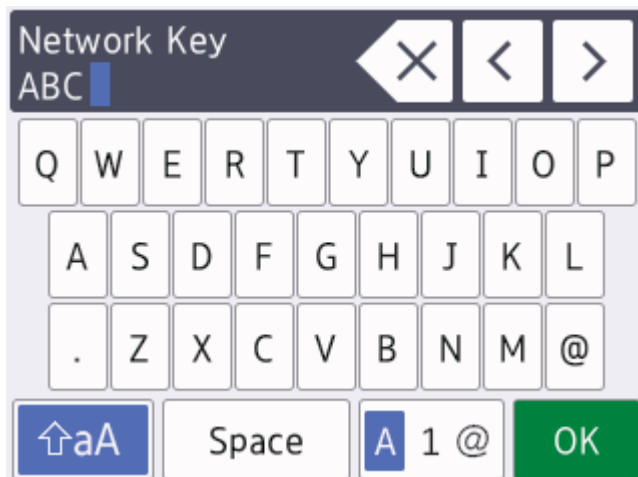 Network Key
ABC
Q W E R T Y U I O P
A S D F G H J K L
. Z X C V B N M @
aA Space A 1 @ OK